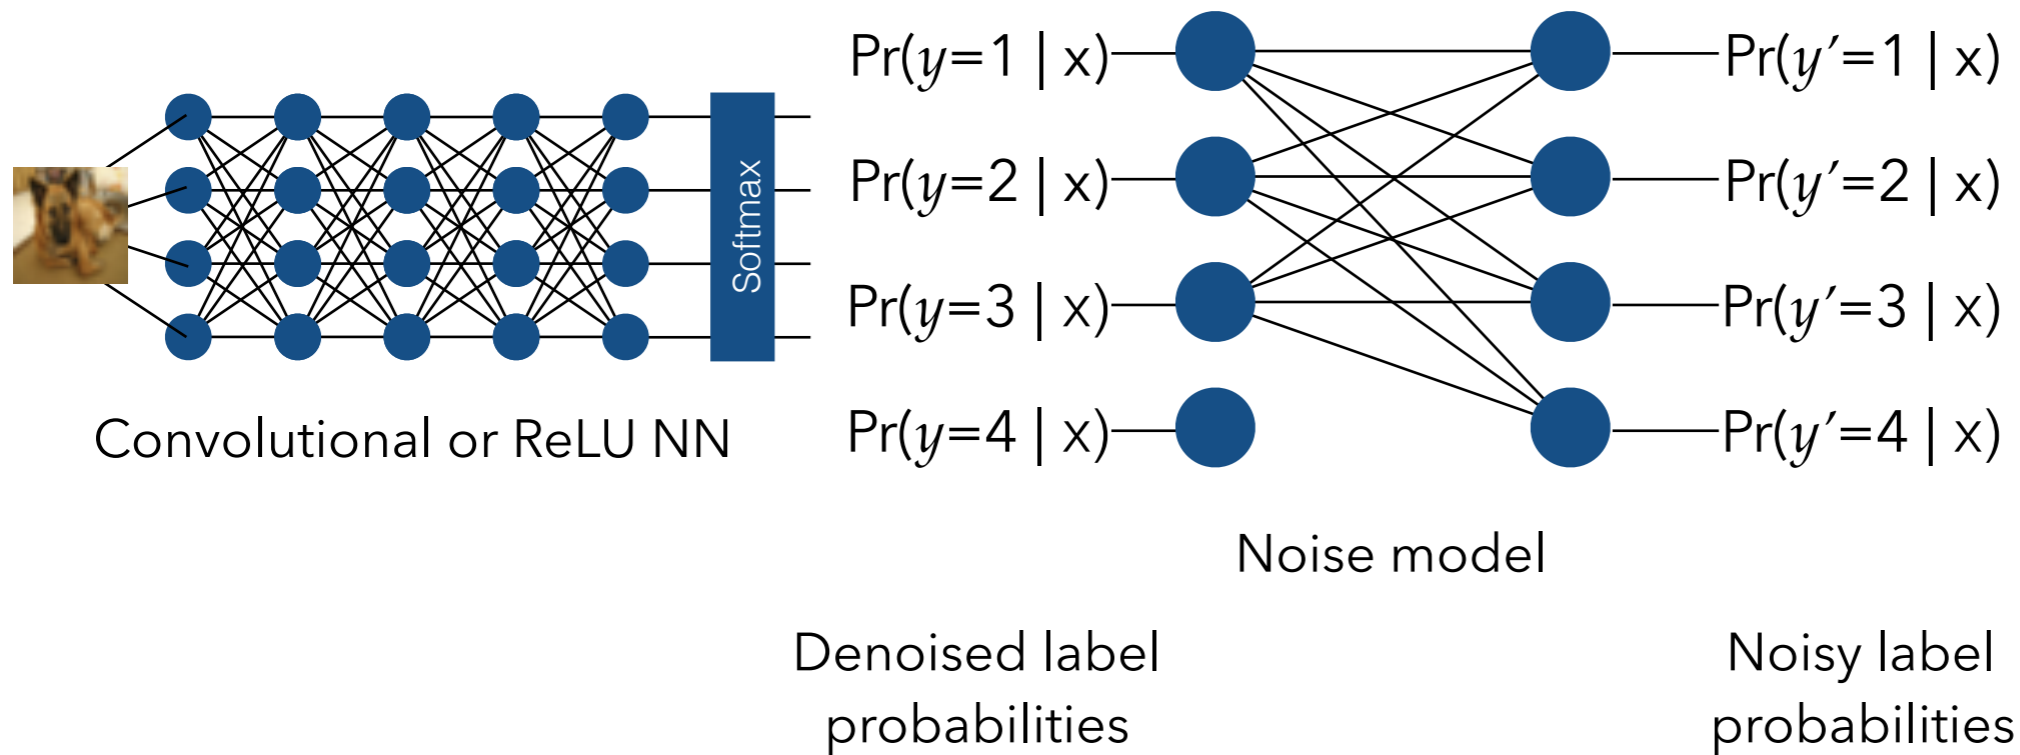 Pr(y=1 | x)
Pr(y=2 | x)
Pr(y=3 | x)
Pr(y=4 | x)
Pr(y′=1 | x)
Pr(y′=2 | x)
Pr(y′=3 | x)
Pr(y′=4 | x)
Softmax
Convolutional or ReLU NN
Noise model
Denoised label
probabilities
Noisy label
probabilities